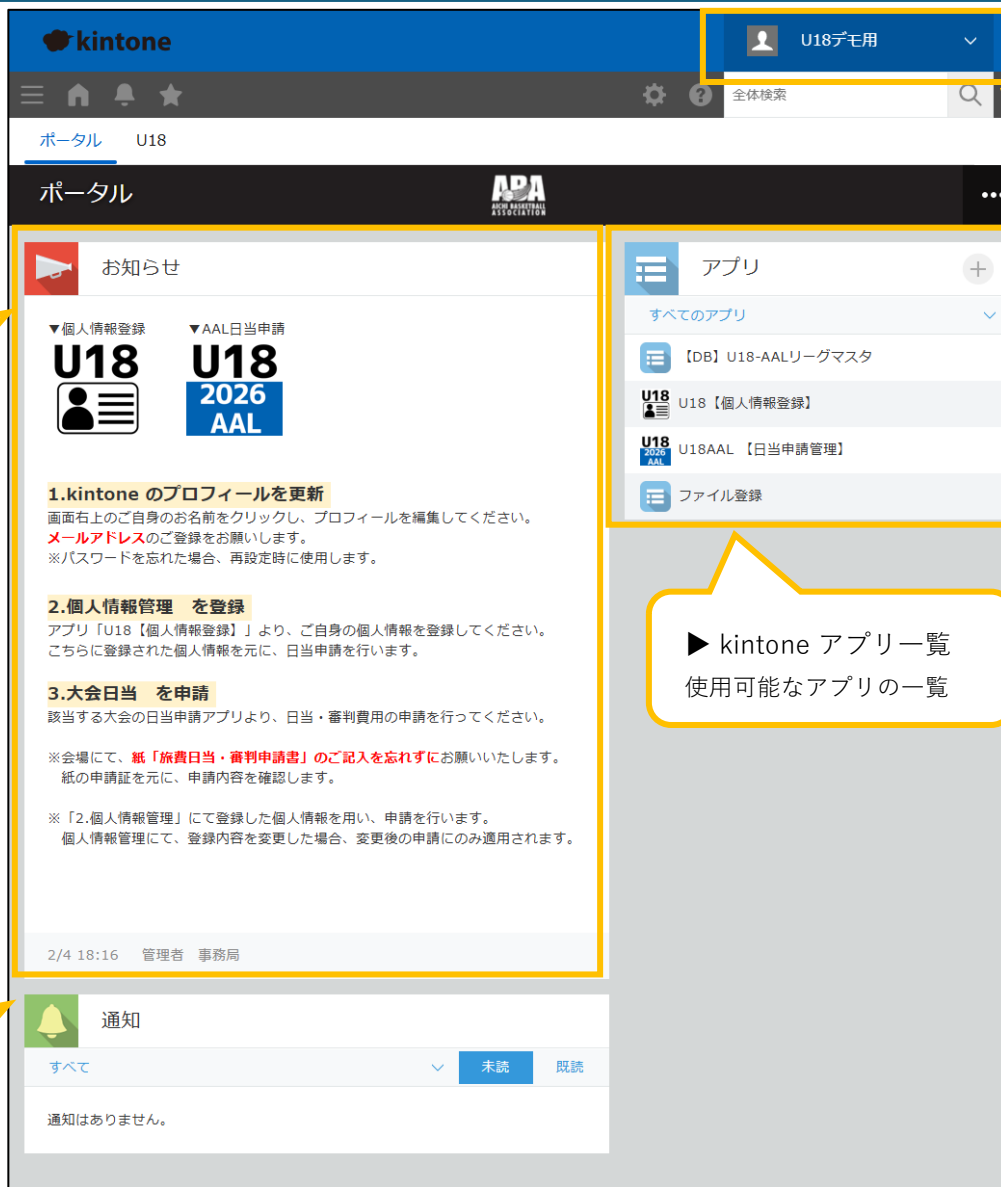 kintone
U18デモ用
全体検索
ポータル U18
ポータル
ABA
AICHI BASKETBALL
ASSOCIATION
お知らせ
▼個人情報登録 ▼AAL日当申請
U18 U18
2026
AAL
1.kintone のプロフィールを更新
画面右上のご自身のお名前をクリックし、プロフィールを編集してください。
メールアドレスのご登録をお願いします。
※パスワードを忘れた場合、再設定時に使用します。
2.個人情報管理　を登録
アプリ「U18【個人情報登録】」より、ご自身の個人情報を登録してください。
こちらに登録された個人情報を元に、日当申請を行います。
3.大会日当　を申請
該当する大会の日当申請アプリより、日当・審判費用の申請を行ってください。
※会場にて、紙「旅費日当・審判申請書」のご記入を忘れずにお願いいたします。
紙の申請証を元に、申請内容を確認します。
※「2.個人情報管理」にて登録した個人情報を用い、申請を行います。
個人情報管理にて、登録内容を変更した場合、変更後の申請にのみ適用されます。
2/4 18:16 管理者 事務局
アプリ
すべてのアプリ
【DB】U18-AALリーグマスタ
U18
U18【個人情報登録】
U18
2026
AAL
U18AAL 【日当申請管理】
ファイル登録
▶ kintone アプリ一覧
使用可能なアプリの一覧
通知
すべて 未読 既読
通知はありません。